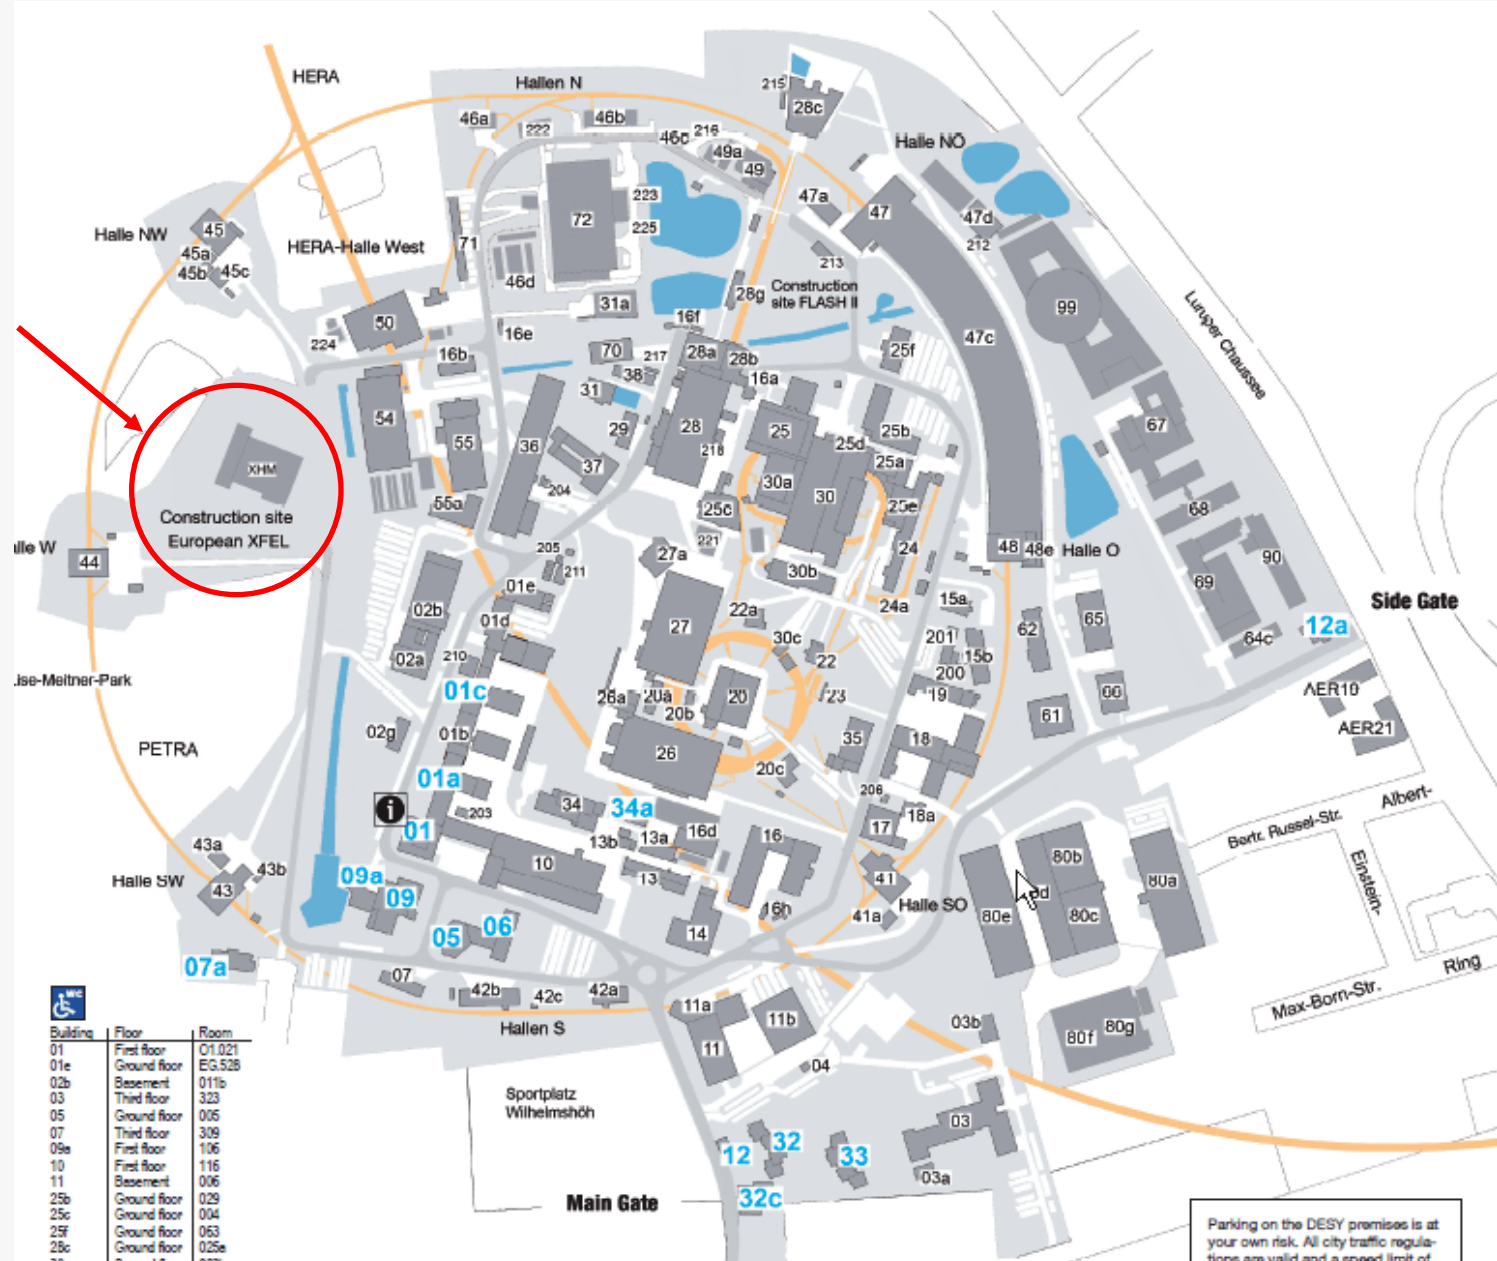 HERA
Hallen N
215
28c
46a
222
46b
46c
216
49a
49
Halle NÖ
47a
47
47d
212
223
72
225
213
71
Halle NW
45
45a
45b
45c
HERA-Halle West
46d
28g
Construction
site FLASH II
99
31a
50
16f
16e
224
16b
70
217
28a
28b
25f
47c
Luruper Chaussee
38
16a
31
54
55
36
29
28
218
25
25d
25b
67
37
25a
XHM
204
30a
30
25e
55a
25c
68
Construction site
European XFEL
221
24
48
48e
Halle O
90
44
205
211
27a
30b
69
01e
02b
01d
22a
24a
15a
62
65
Side Gate
12a
64c
27
30c
201
15b
210
02a
22
200
01c
26a
20a
20
23
19
66
AER19
20b
61
02g
01b
AER21
PETRA
26
35
18
01a
20c
206
203
34
34a
01
16d
16
17
18a
Albert-
Bertr. Russel-Str.
13b
13a
43a
43b
10
80b
Einstein-
Halle SW
43
09a
09
13
41
80a
80e
80c
16h
41a
Halle SO
05
06
14
07a
07
42b
42c
42a
Ring
Max-Born-Str.
Hallen S
11a
11b
03b
80f
80g
11
04
Sportplatz
Wilhelmshöh
03
12
32
33
03a
32c
Main Gate
WC
Building Floor Room
01 First floor O1.021
01e Ground floor EG.528
02b Basement 011b
03 Third floor 323
05 Ground floor 005
07 Third floor 309
09a First floor 106
10 First floor 116
11 Basement 006
25b Ground floor 029
25c Ground floor 004
25f Ground floor 063
28c Ground floor 025a
Parking on the DESY premises is at
your own risk. All city traffic regula-
tions are valid and a speed limit of